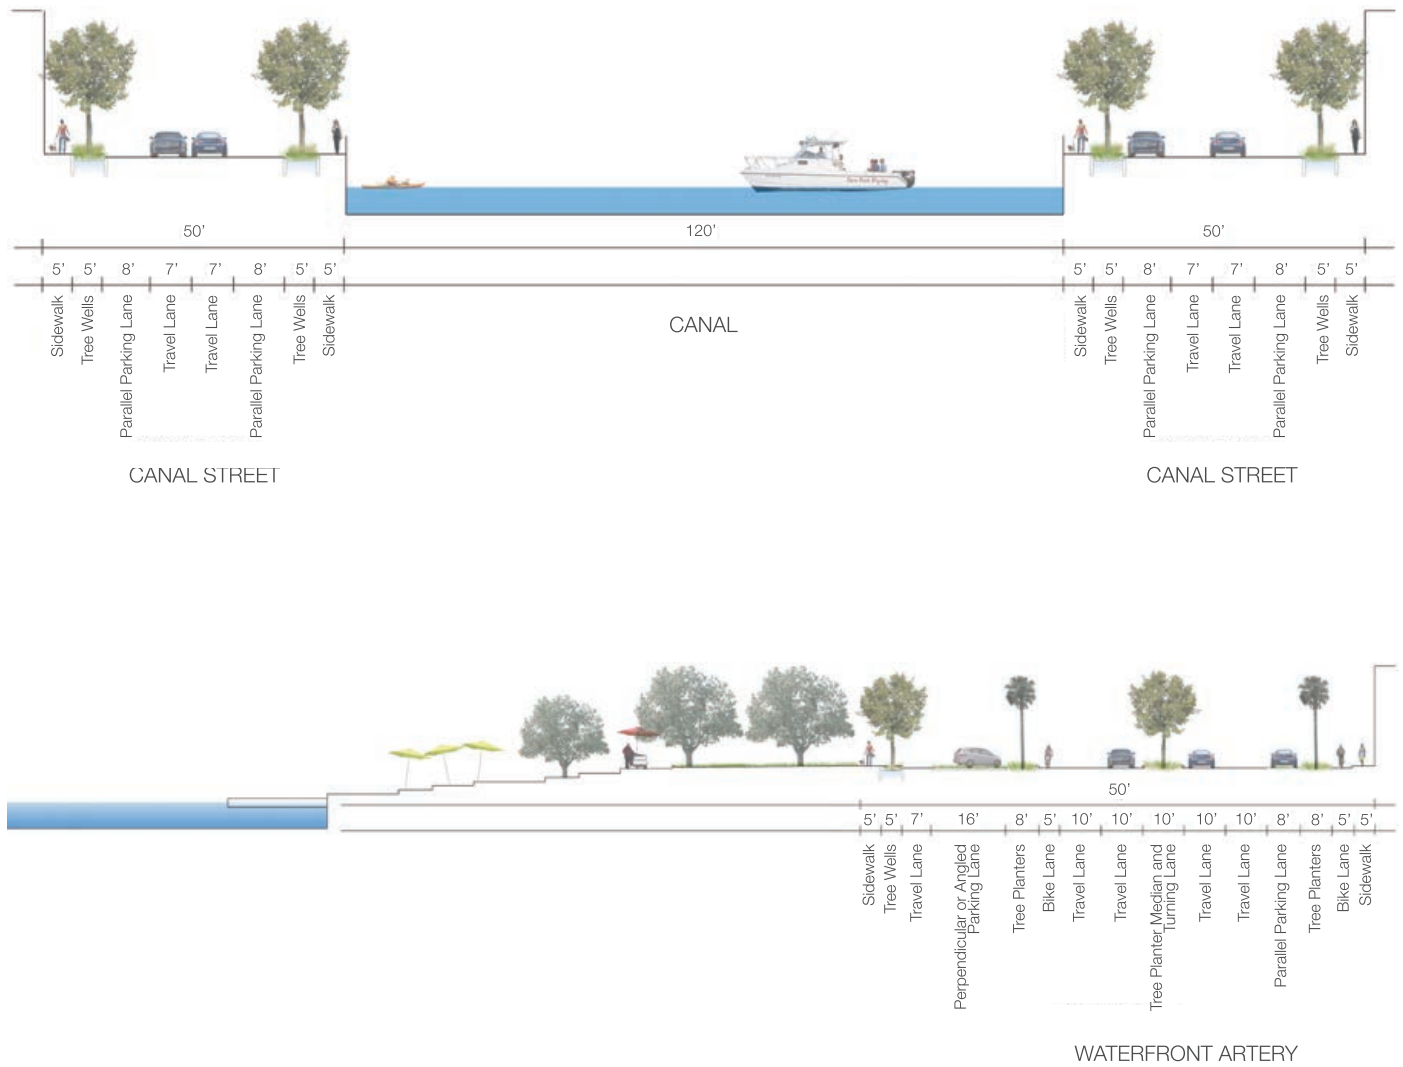 50’ 120’ 50’
5’ 5’ 8’ 7’ 7’ 8’ 5’ 5’ 5’ 5’ 8’ 7’ 7’ 8’ 5’ 5’
Sidewalk
Tree Wells
Parallel Parking Lane
Travel Lane
Travel Lane
Parallel Parking Lane
Tree Wells
Sidewalk
CANAL
Sidewalk
Tree Wells
Parallel Parking Lane
Travel Lane
Travel Lane
Parallel Parking Lane
Tree Wells
Sidewalk
CANAL STREET
CANAL STREET
50’
5’ 5’ 7’ 16’ 8’ 5’ 10’ 10’ 10’ 10’ 10’ 8’ 8’ 5’ 5’
Sidewalk
Tree Wells
Travel Lane
Perpendicular or Angled
Parking Lane
Tree Planters
Bike Lane
Travel Lane
Travel Lane
Tree Planter Median and
Turning Lane
Travel Lane
Travel Lane
Parallel Parking Lane
Tree Planters
Bike Lane
Sidewalk
WATERFRONT ARTERY